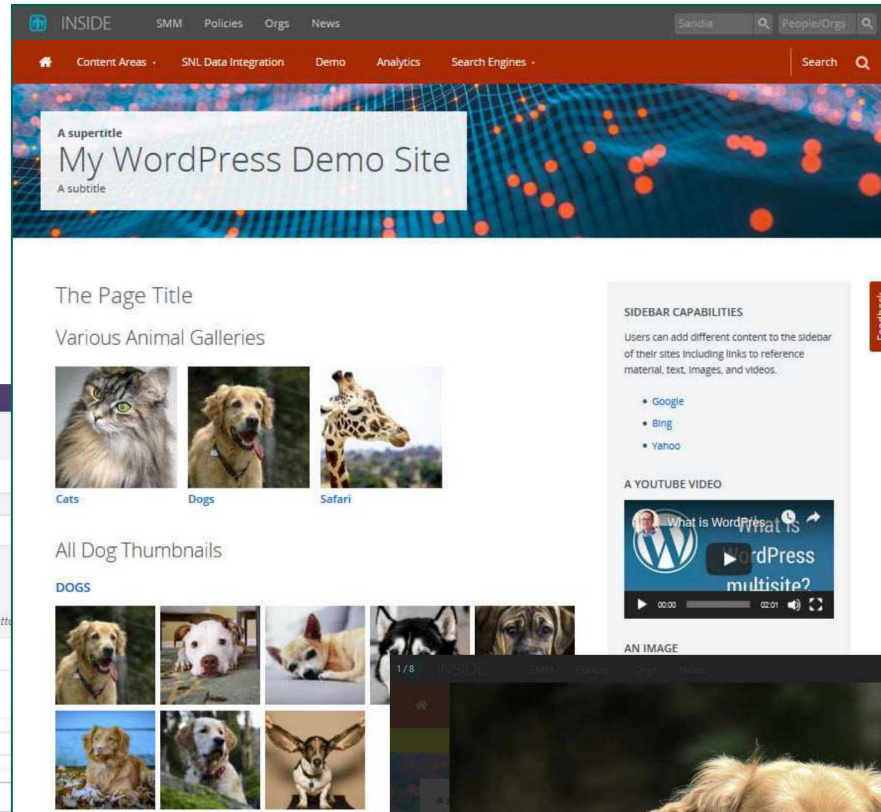 INSIDE SMM Policies Orgs News Sandia People/Orgs
Content Areas SNL Data Integration Demo Analytics Search Engines Search
A supertitle
My WordPress Demo Site
A subtitle
The Page Title
Various Animal Galleries
Cats Dogs Safari
All Dog Thumbnails
DOGS
SIDEBAR CAPABILITIES
Users can add different content to the sidebar
of their sites including links to reference
material, text, images, and videos.
• Google
• Bing
• Yahoo
A YOUTUBE VIDEO
What is WordPres
What is
WordPress
multisite?
00:00 02:01
AN IMAGE
Feedback
1/8 INSIDE SMM Policies Orgs News